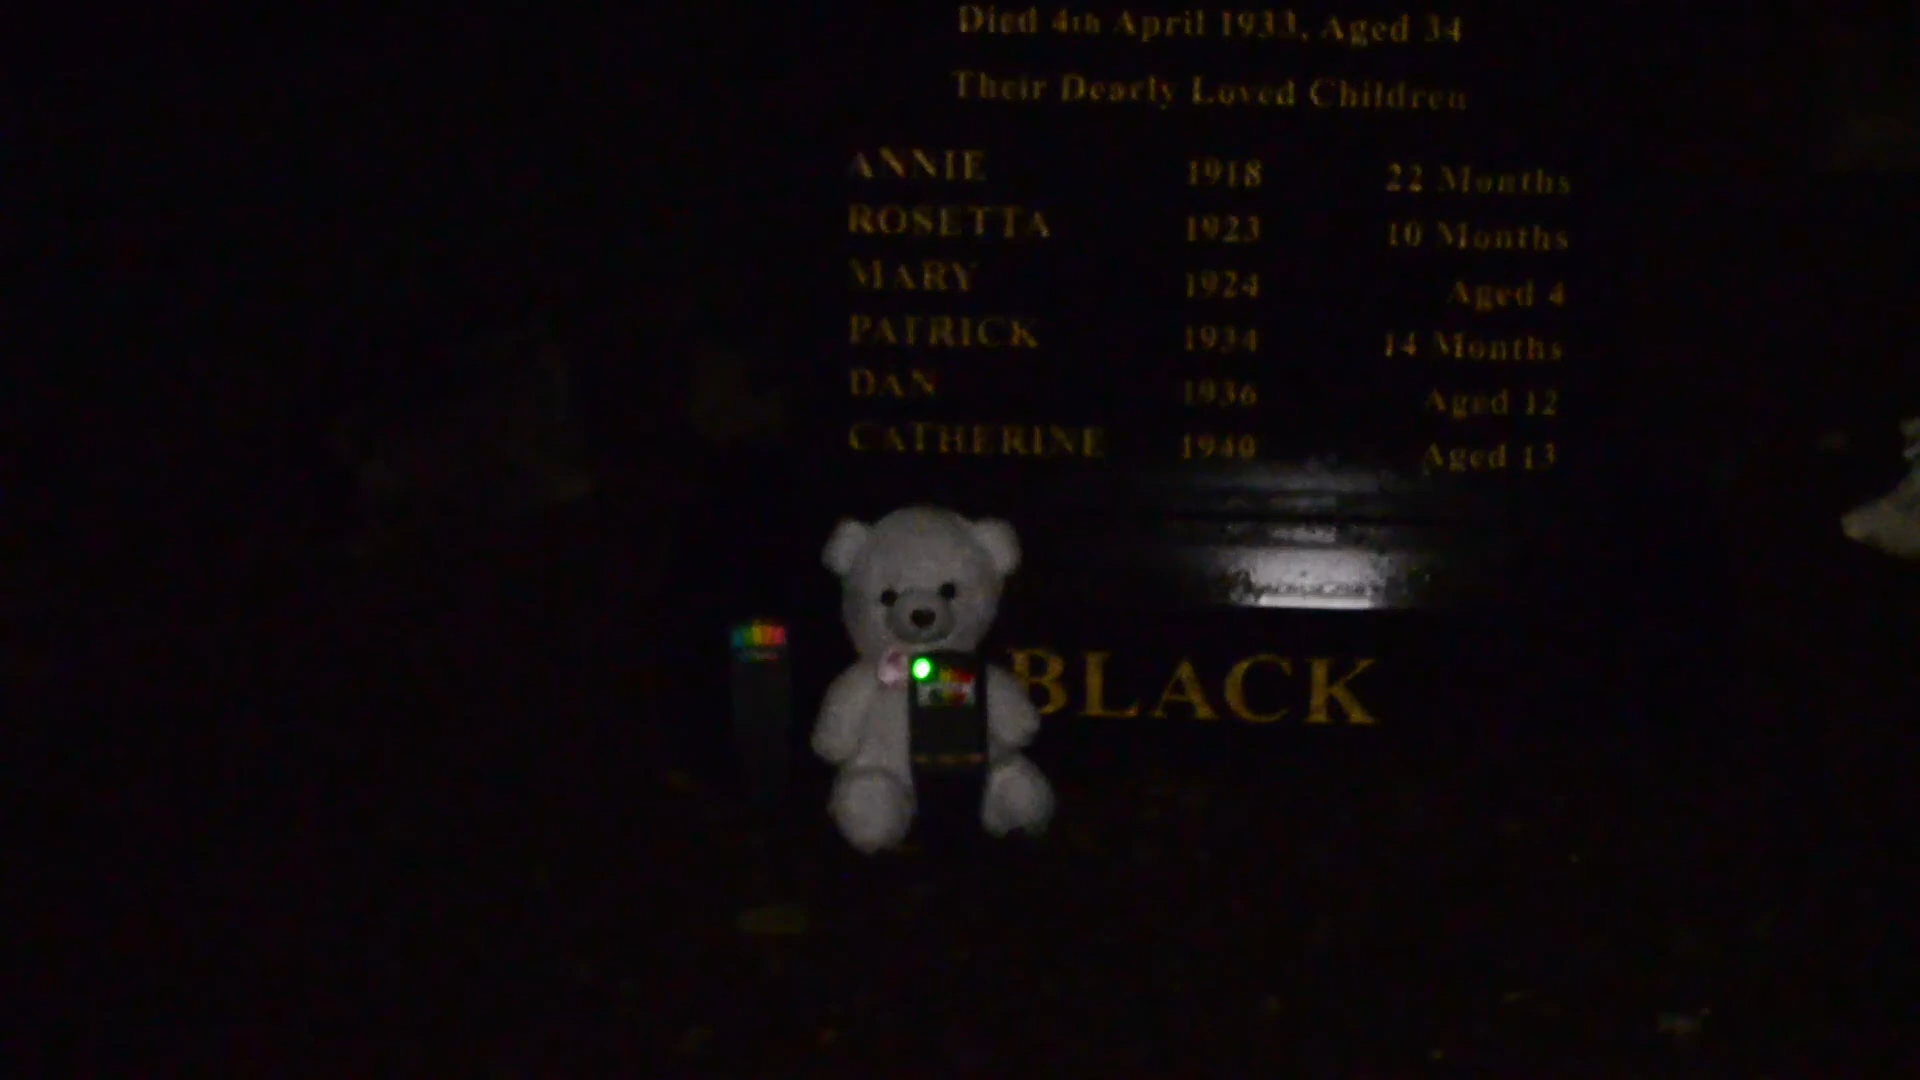 Died 4th April 1933, Aged 34
Their Dearly Loved Children
ANNIE 1918 22 Months
ROSETTA 1923 10 Months
MARY 1924 Aged 4
PATRICK 1934 14 Months
DAN 1936 Aged 12
CATHERINE 1940 Aged 13
BLACK